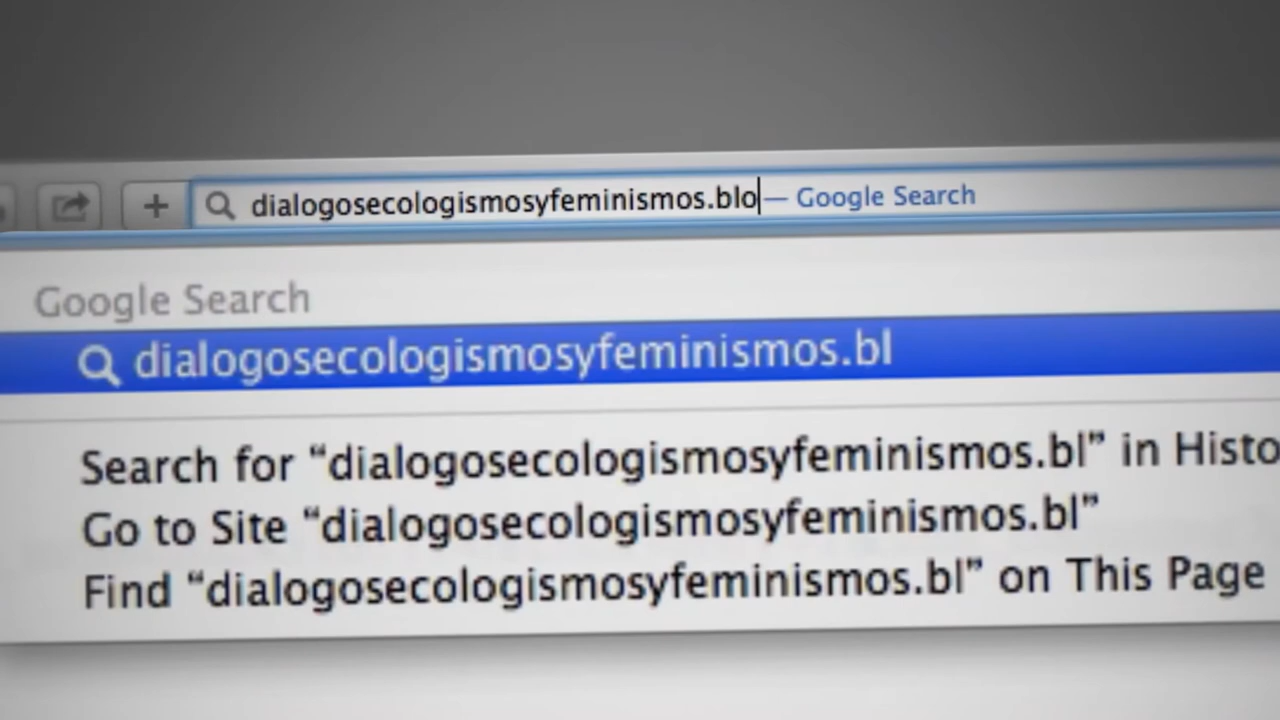 dialogosecologismosyfeminismos.blo — Google Search
Google Search
dialogosecologismosyfeminismos.bl
Search for “dialogosecologismosyfeminismos.bl” in Histo
Go to Site “dialogosecologismosyfeminismos.bl”
Find “dialogosecologismosyfeminismos.bl” on This Page